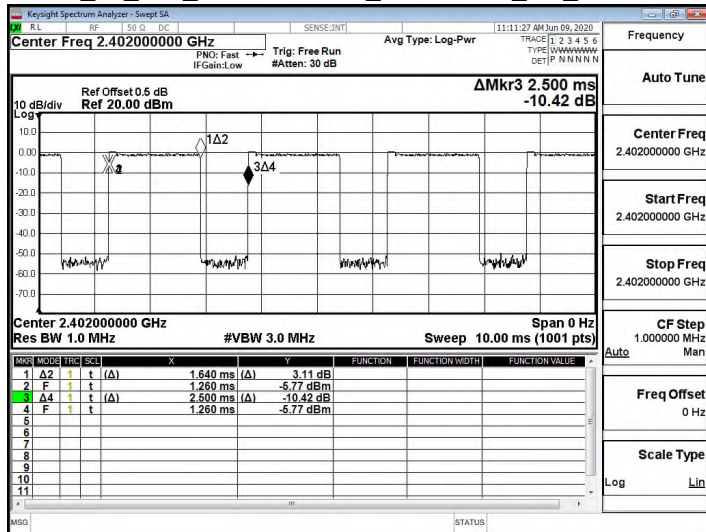 Keysight Spectrum Analyzer - Swept SA
RL RF 50 Ω DC SENSE:INT 11:11:27 AM Jun 09, 2020
Center Freq 2.402000000 GHz
PNO: Fast
IFGain:Low
Trig: Free Run
#Atten: 30 dB
Avg Type: Log-Pwr
TRACE 1 2 3 4 5 6
TYPE WWWWWW
DET P NNNNN
ΔMkr3 2.500 ms
-10.42 dB
Ref Offset 0.5 dB
10 dB/div Ref 20.00 dBm
Log
10.0
0.00
-10.0
-20.0
-30.0
-40.0
-50.0
-60.0
-70.0
1Δ2
3Δ4
Center 2.402000000 GHz Span 0 Hz
Res BW 1.0 MHz #VBW 3.0 MHz Sweep 10.00 ms (1001 pts)
MKR MODE TRC SCL X Y FUNCTION FUNCTION WIDTH FUNCTION VALUE
1 Δ2 1 t (Δ) 1.640 ms (Δ) 3.11 dB
2 F 1 t 1.260 ms -5.77 dBm
3 Δ4 1 t (Δ) 2.500 ms (Δ) -10.42 dB
4 F 1 t 1.260 ms -5.77 dBm
5
6
7
8
9
10
11
MSG STATUS
Frequency
Auto Tune
Center Freq
2.402000000 GHz
Start Freq
2.402000000 GHz
Stop Freq
2.402000000 GHz
CF Step
1.000000 MHz
Auto Man
Freq Offset
0 Hz
Scale Type
Log Lin